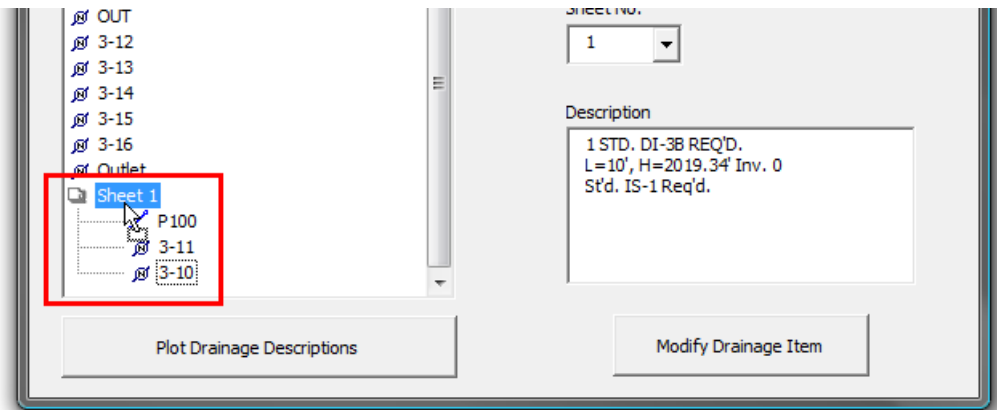 OUT
3-12
3-13
3-14
3-15
3-16
Outlet
Sheet 1
P100
3-11
3-10
Plot Drainage Descriptions
Sheet No.
1
Description
1 STD. DI-3B REQ'D.
L=10', H=2019.34' Inv. 0
St'd. IS-1 Req'd.
Modify Drainage Item